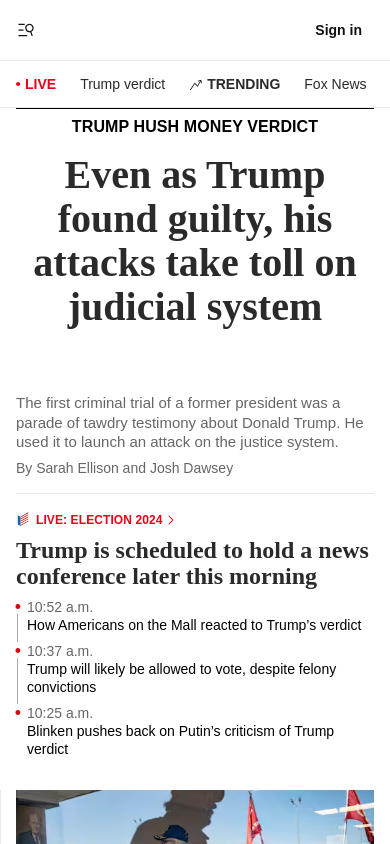 Sign in
LIVE Trump verdict TRENDING Fox News
TRUMP HUSH MONEY VERDICT
Even as Trump
found guilty, his
attacks take toll on
judicial system
The first criminal trial of a former president was a
parade of tawdry testimony about Donald Trump. He
used it to launch an attack on the justice system.
By Sarah Ellison and Josh Dawsey
LIVE: ELECTION 2024
Trump is scheduled to hold a news
conference later this morning
10:52 a.m.
How Americans on the Mall reacted to Trump’s verdict
10:37 a.m.
Trump will likely be allowed to vote, despite felony
convictions
10:25 a.m.
Blinken pushes back on Putin’s criticism of Trump
verdict